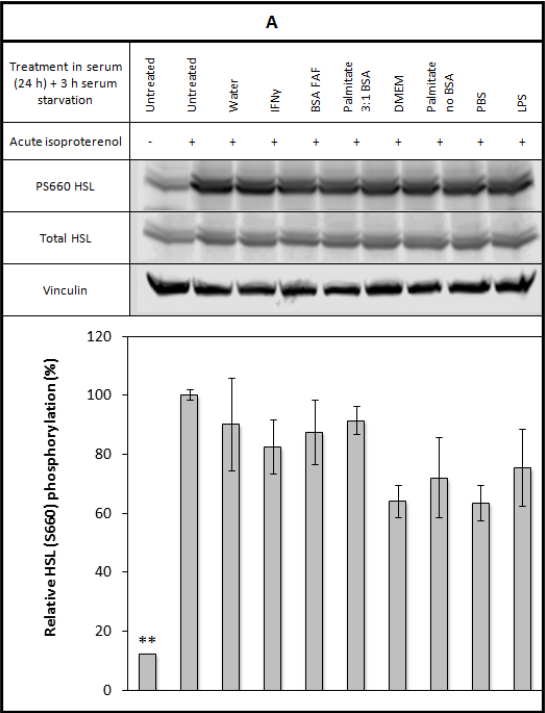 A
Treatment in serum
(24 h) + 3 h serum
starvation
Untreated
Untreated
Water
IFNγ
BSA FAF
Palmitate
3:1 BSA
DMEM
Palmitate
no BSA
PBS
LPS
Acute isoproterenol
- + + + + + + + + +
PS660 HSL
Total HSL
Vinculin
Relative HSL (S660) phosphorylation (%)
120
100
80
60
40
20
0
**